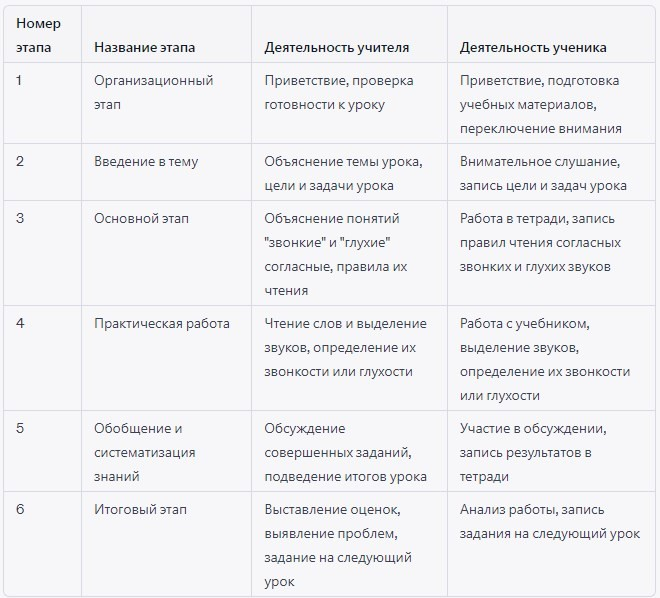 Номер этапа
Название этапа
Деятельность учителя
Деятельность ученика
1
Организационный
этап
Приветствие, проверка
готовности к уроку
Приветствие, подготовка
учебных материалов,
переключение внимания
2
Введение в тему
Объяснение темы урока,
цели и задачи урока
Внимательное слушание,
запись цели и задач урока
3
Основной этап
Объяснение понятий
"звонкие" и "глухие"
согласные, правила их
чтения
Работа в тетради, запись
правил чтения согласных
звонких и глухих звуков
4
Практическая работа
Чтение слов и выделение
звуков, определение их
звонкости или глухости
Работа с учебником,
выделение звуков,
определение их звонкости
или глухости
5
Обобщение и
систематизация
знаний
Обсуждение
совершенных заданий,
подведение итогов урока
Участие в обсуждении,
запись результатов в
тетради
6
Итоговый этап
Выставление оценок,
выявление проблем,
задание на следующий
урок
Анализ работы, запись
задания на следующий урок